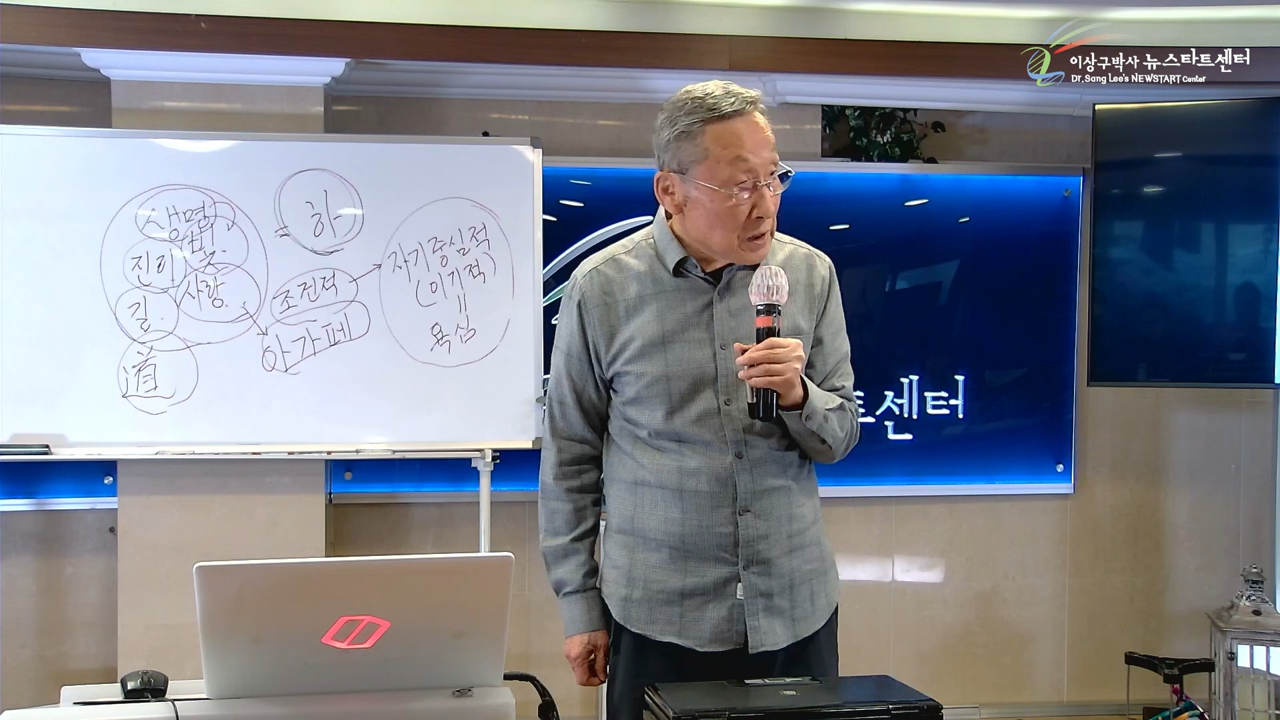 이상구박사 뉴스타트센터
Dr. Sang Lee's NEWSTART Center
생명
빛
진리
사랑
길
道
하
조건적
아가페
자기중심적
(이기적)
=
욕심
트센터